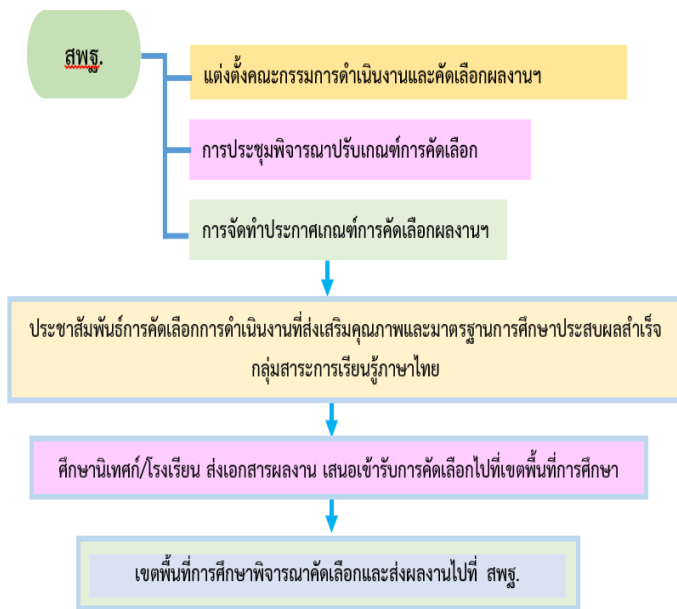 สพฐ.
แต่งตั้งคณะกรรมการดำเนินงานและคัดเลือกผลงานฯ
การประชุมพิจารณาปรับเกณฑ์การคัดเลือก
การจัดทำประกาศเกณฑ์การคัดเลือกผลงานฯ
ประชาสัมพันธ์การคัดเลือกการดำเนินงานที่ส่งเสริมคุณภาพและมาตรฐานการศึกษาประสบผลสำเร็จ
กลุ่มสาระการเรียนรู้ภาษาไทย
ศึกษานิเทศก์/โรงเรียน ส่งเอกสารผลงาน เสนอเข้ารับการคัดเลือกไปที่เขตพื้นที่การศึกษา
เขตพื้นที่การศึกษาพิจารณาคัดเลือกและส่งผลงานไปที่ สพฐ.